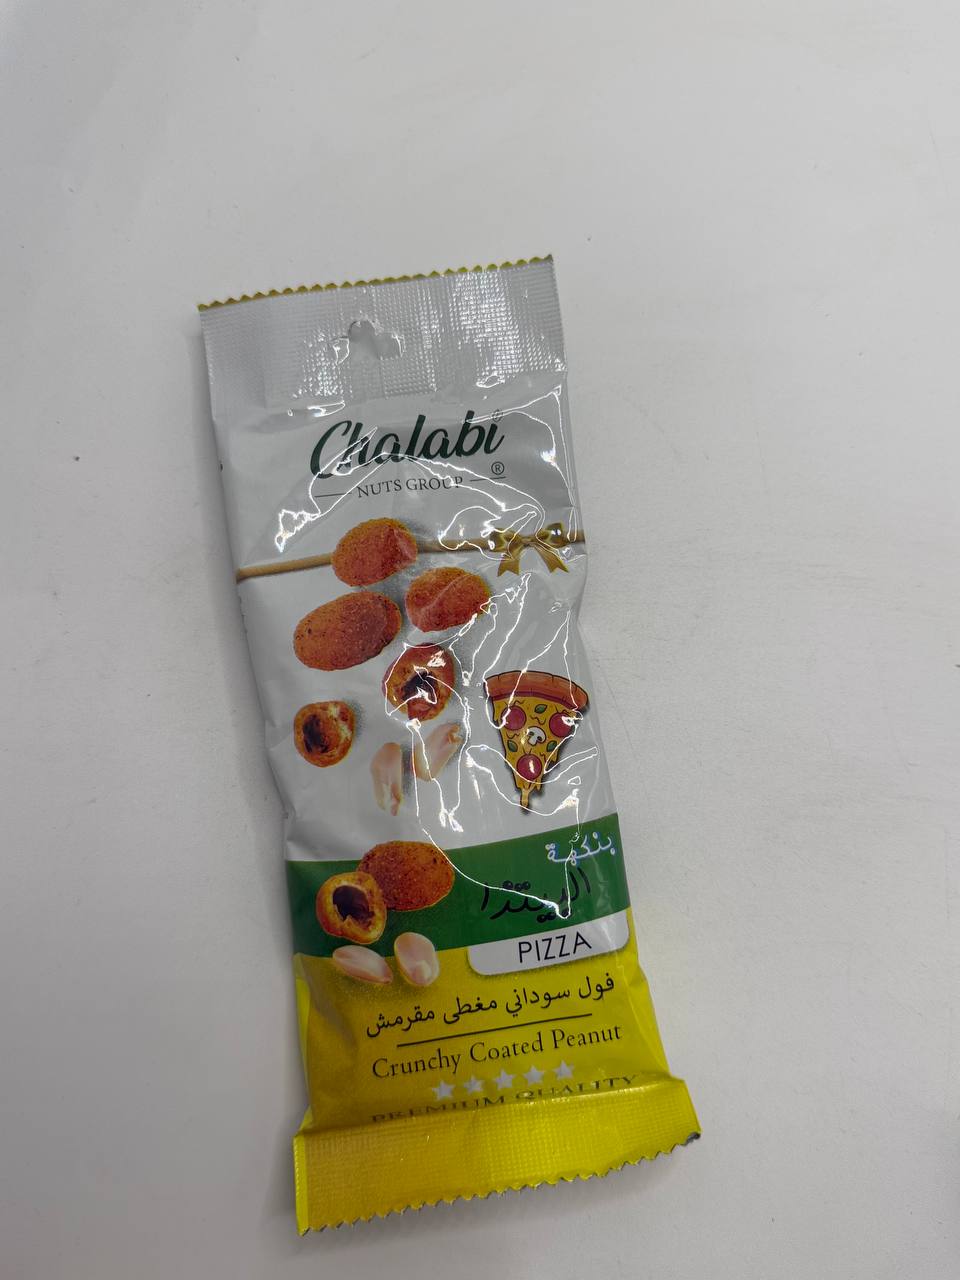 Chalabi®
NUTS GROUP ®
بنكهة
البيتزا
PIZZA
فول سوداني مغطى مقرمش
Crunchy Coated Peanut
PREMIUM QUALITY